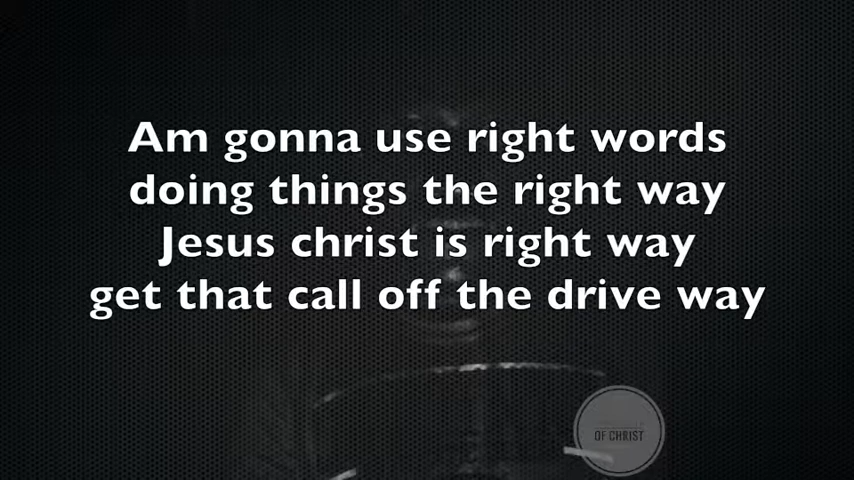 Am gonna use right words
doing things the right way
Jesus christ is right way
get that call off the drive way
OF CHRIST